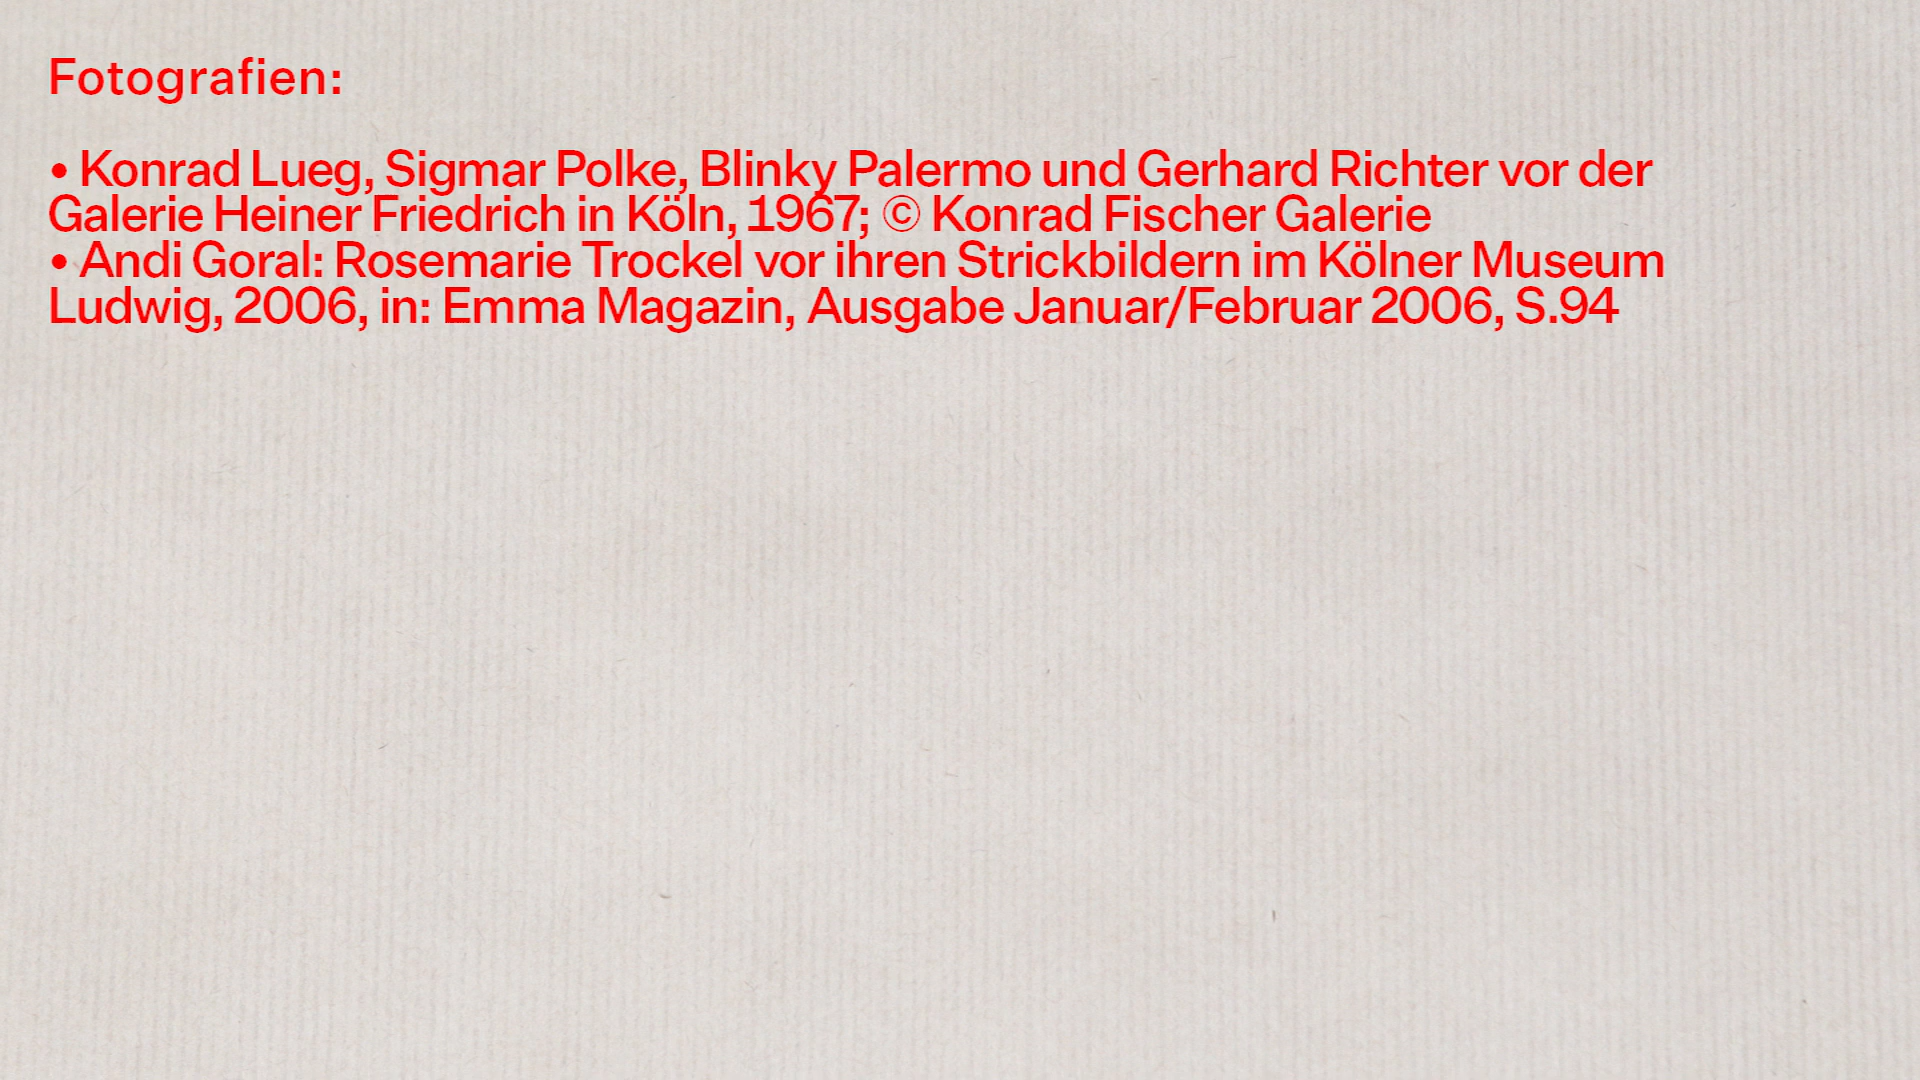 Fotografien:
• Konrad Lueg, Sigmar Polke, Blinky Palermo und Gerhard Richter vor der
Galerie Heiner Friedrich in Köln, 1967; © Konrad Fischer Galerie
• Andi Goral: Rosemarie Trockel vor ihren Strickbildern im Kölner Museum
Ludwig, 2006, in: Emma Magazin, Ausgabe Januar/Februar 2006, S.94